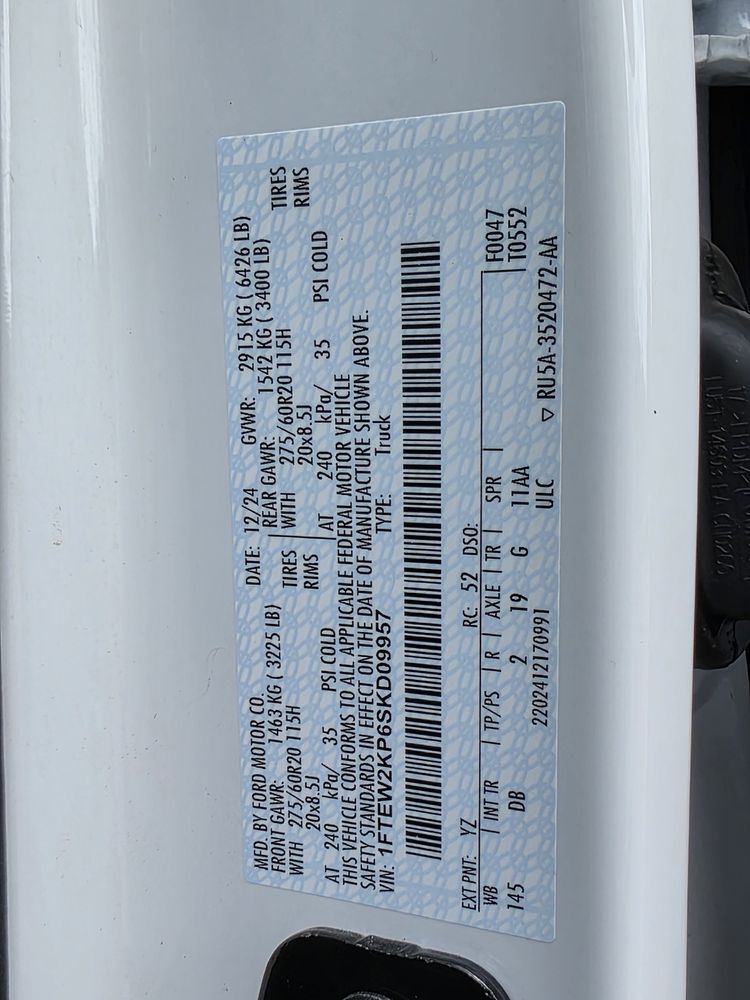 MFD. BY FORD MOTOR CO.
DATE: 12/24 GVWR: 2915 KG ( 6426 LB)
FRONT GAWR: 1463 KG ( 3225 LB) REAR GAWR: 1542 KG ( 3400 LB)
WITH 275/60R20 115H TIRES WITH 275/60R20 115H TIRES
20x8.5J RIMS 20x8.5J RIMS
AT 240 kPa/ 35 PSI COLD AT 240 kPa/ 35 PSI COLD
THIS VEHICLE CONFORMS TO ALL APPLICABLE FEDERAL MOTOR VEHICLE
SAFETY STANDARDS IN EFFECT ON THE DATE OF MANUFACTURE SHOWN ABOVE.
VIN: 1FTEW2KP6SKD09957 TYPE: Truck
EXT PNT: YZ RC: 52 DSO: F0047
WB INT TR TP/PS R AXLE TR SPR T0552
145 DB 2 19 G 11AA
2202412170991 ULC ▽ RU5A-3520472-AA